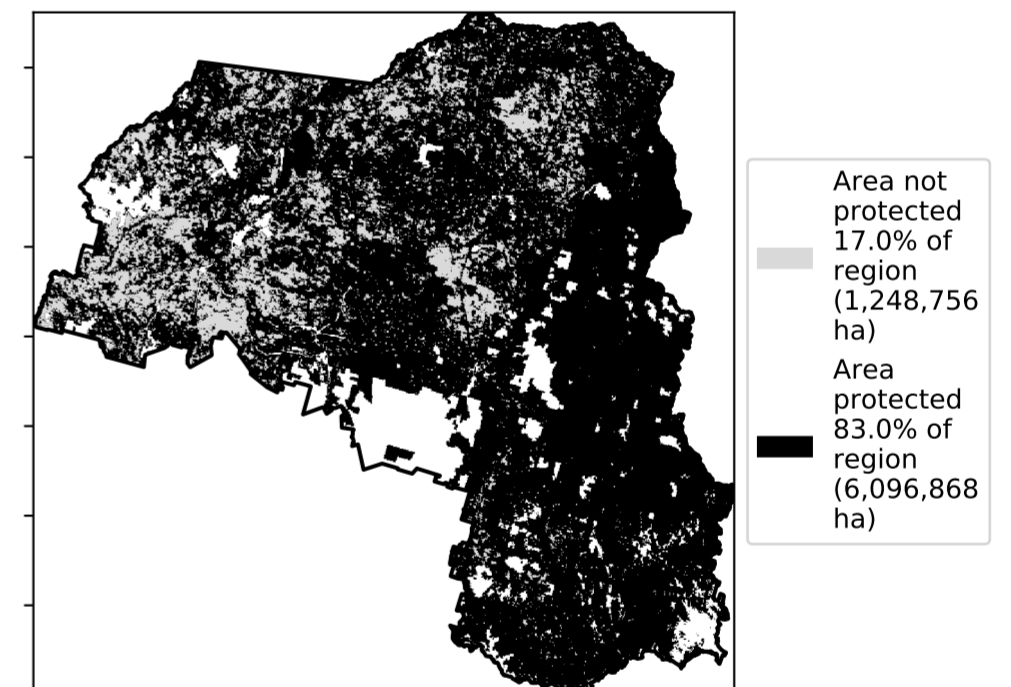 Area not
protected
17.0% of
region
(1,248,756
ha)
Area
protected
83.0% of
region
(6,096,868
ha)